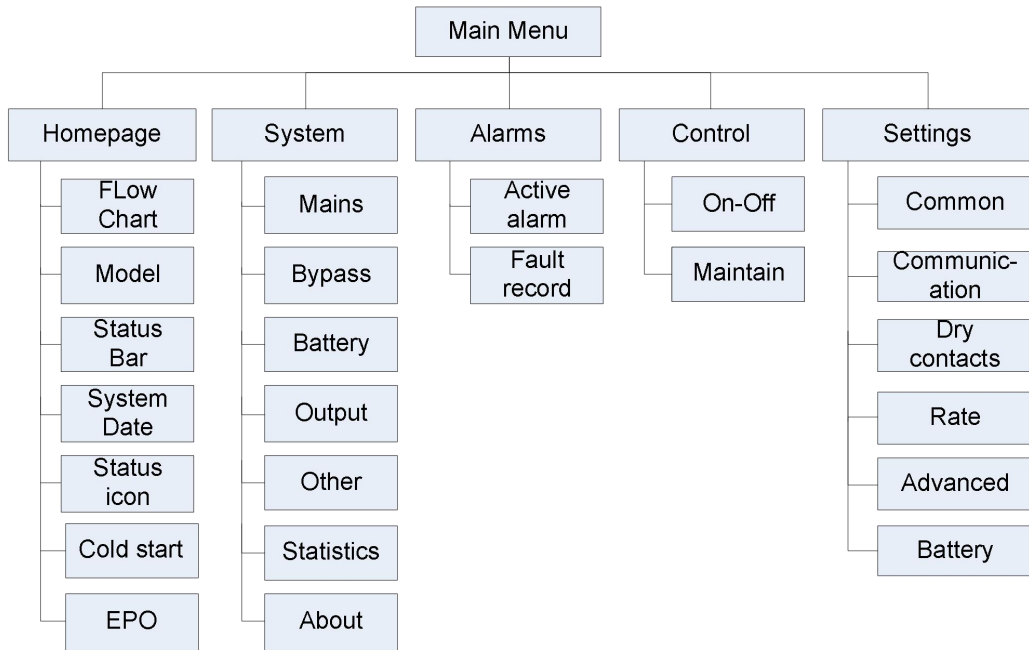 Main Menu
Homepage
System
Alarms
Control
Settings
FLow
Chart
Model
Status
Bar
System
Date
Status
icon
Cold start
EPO
Mains
Bypass
Battery
Output
Other
Statistics
About
Active
alarm
Fault
record
On-Off
Maintain
Common
Communic-
ation
Dry
contacts
Rate
Advanced
Battery